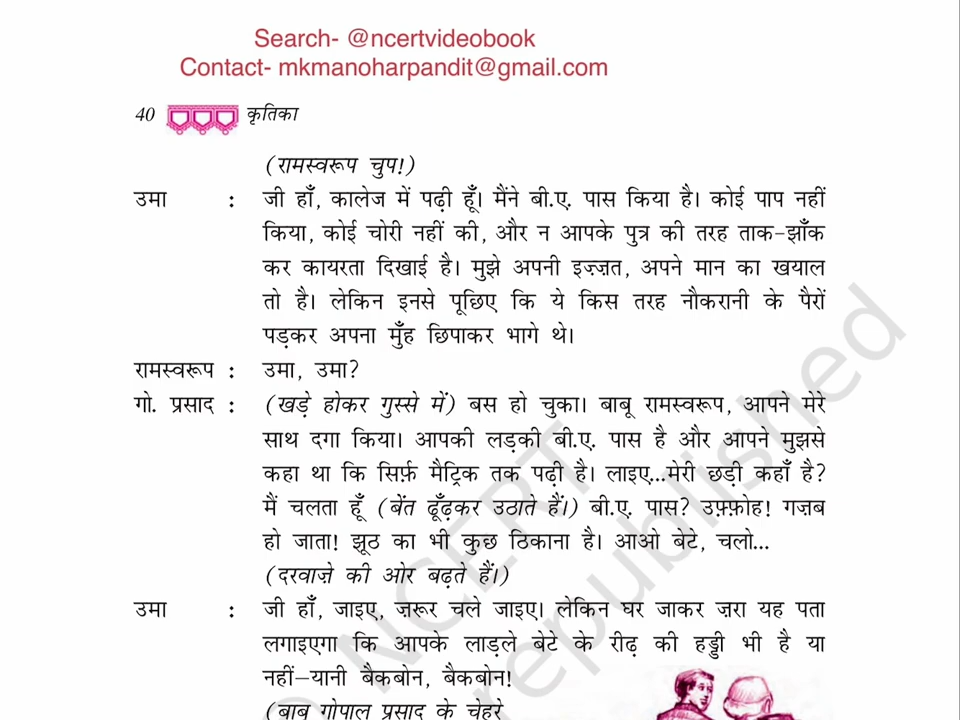 Search- @ncertvideobook
Contact- mkmanoharpandit@gmail.com
40 कृतिका
(रामस्वरूप चुप!)
उमा : जी हाँ, कालेज में पढ़ी हूँ। मैंने बी.ए. पास किया है। कोई पाप नहीं
किया, कोई चोरी नहीं की, और न आपके पुत्र की तरह ताक-झाँक
कर कायरता दिखाई है। मुझे अपनी इज़्ज़त, अपने मान का खयाल
तो है। लेकिन इनसे पूछिए कि ये किस तरह नौकरानी के पैरों
पड़कर अपना मुँह छिपाकर भागे थे।
रामस्वरूप : उमा, उमा?
गो. प्रसाद : (खड़े होकर गुस्से में) बस हो चुका। बाबू रामस्वरूप, आपने मेरे
साथ दगा किया। आपकी लड़की बी.ए. पास है और आपने मुझसे
कहा था कि सिर्फ़ मैट्रिक तक पढ़ी है। लाइए...मेरी छड़ी कहाँ है?
मैं चलता हूँ (बेंत ढूँढ़कर उठाते हैं।) बी.ए. पास? उफ़्फ़ोह! गज़ब
हो जाता! झूठ का भी कुछ ठिकाना है। आओ बेटे, चलो...
(दरवाज़े की ओर बढ़ते हैं।)
उमा : जी हाँ, जाइए, ज़रूर चले जाइए। लेकिन घर जाकर ज़रा यह पता
लगाइएगा कि आपके लाड़ले बेटे के रीढ़ की हड्डी भी है या
नहीं—यानी बैकबोन, बैकबोन!
(बाबू गोपाल प्रसाद के चेहरे
NCERT
republished